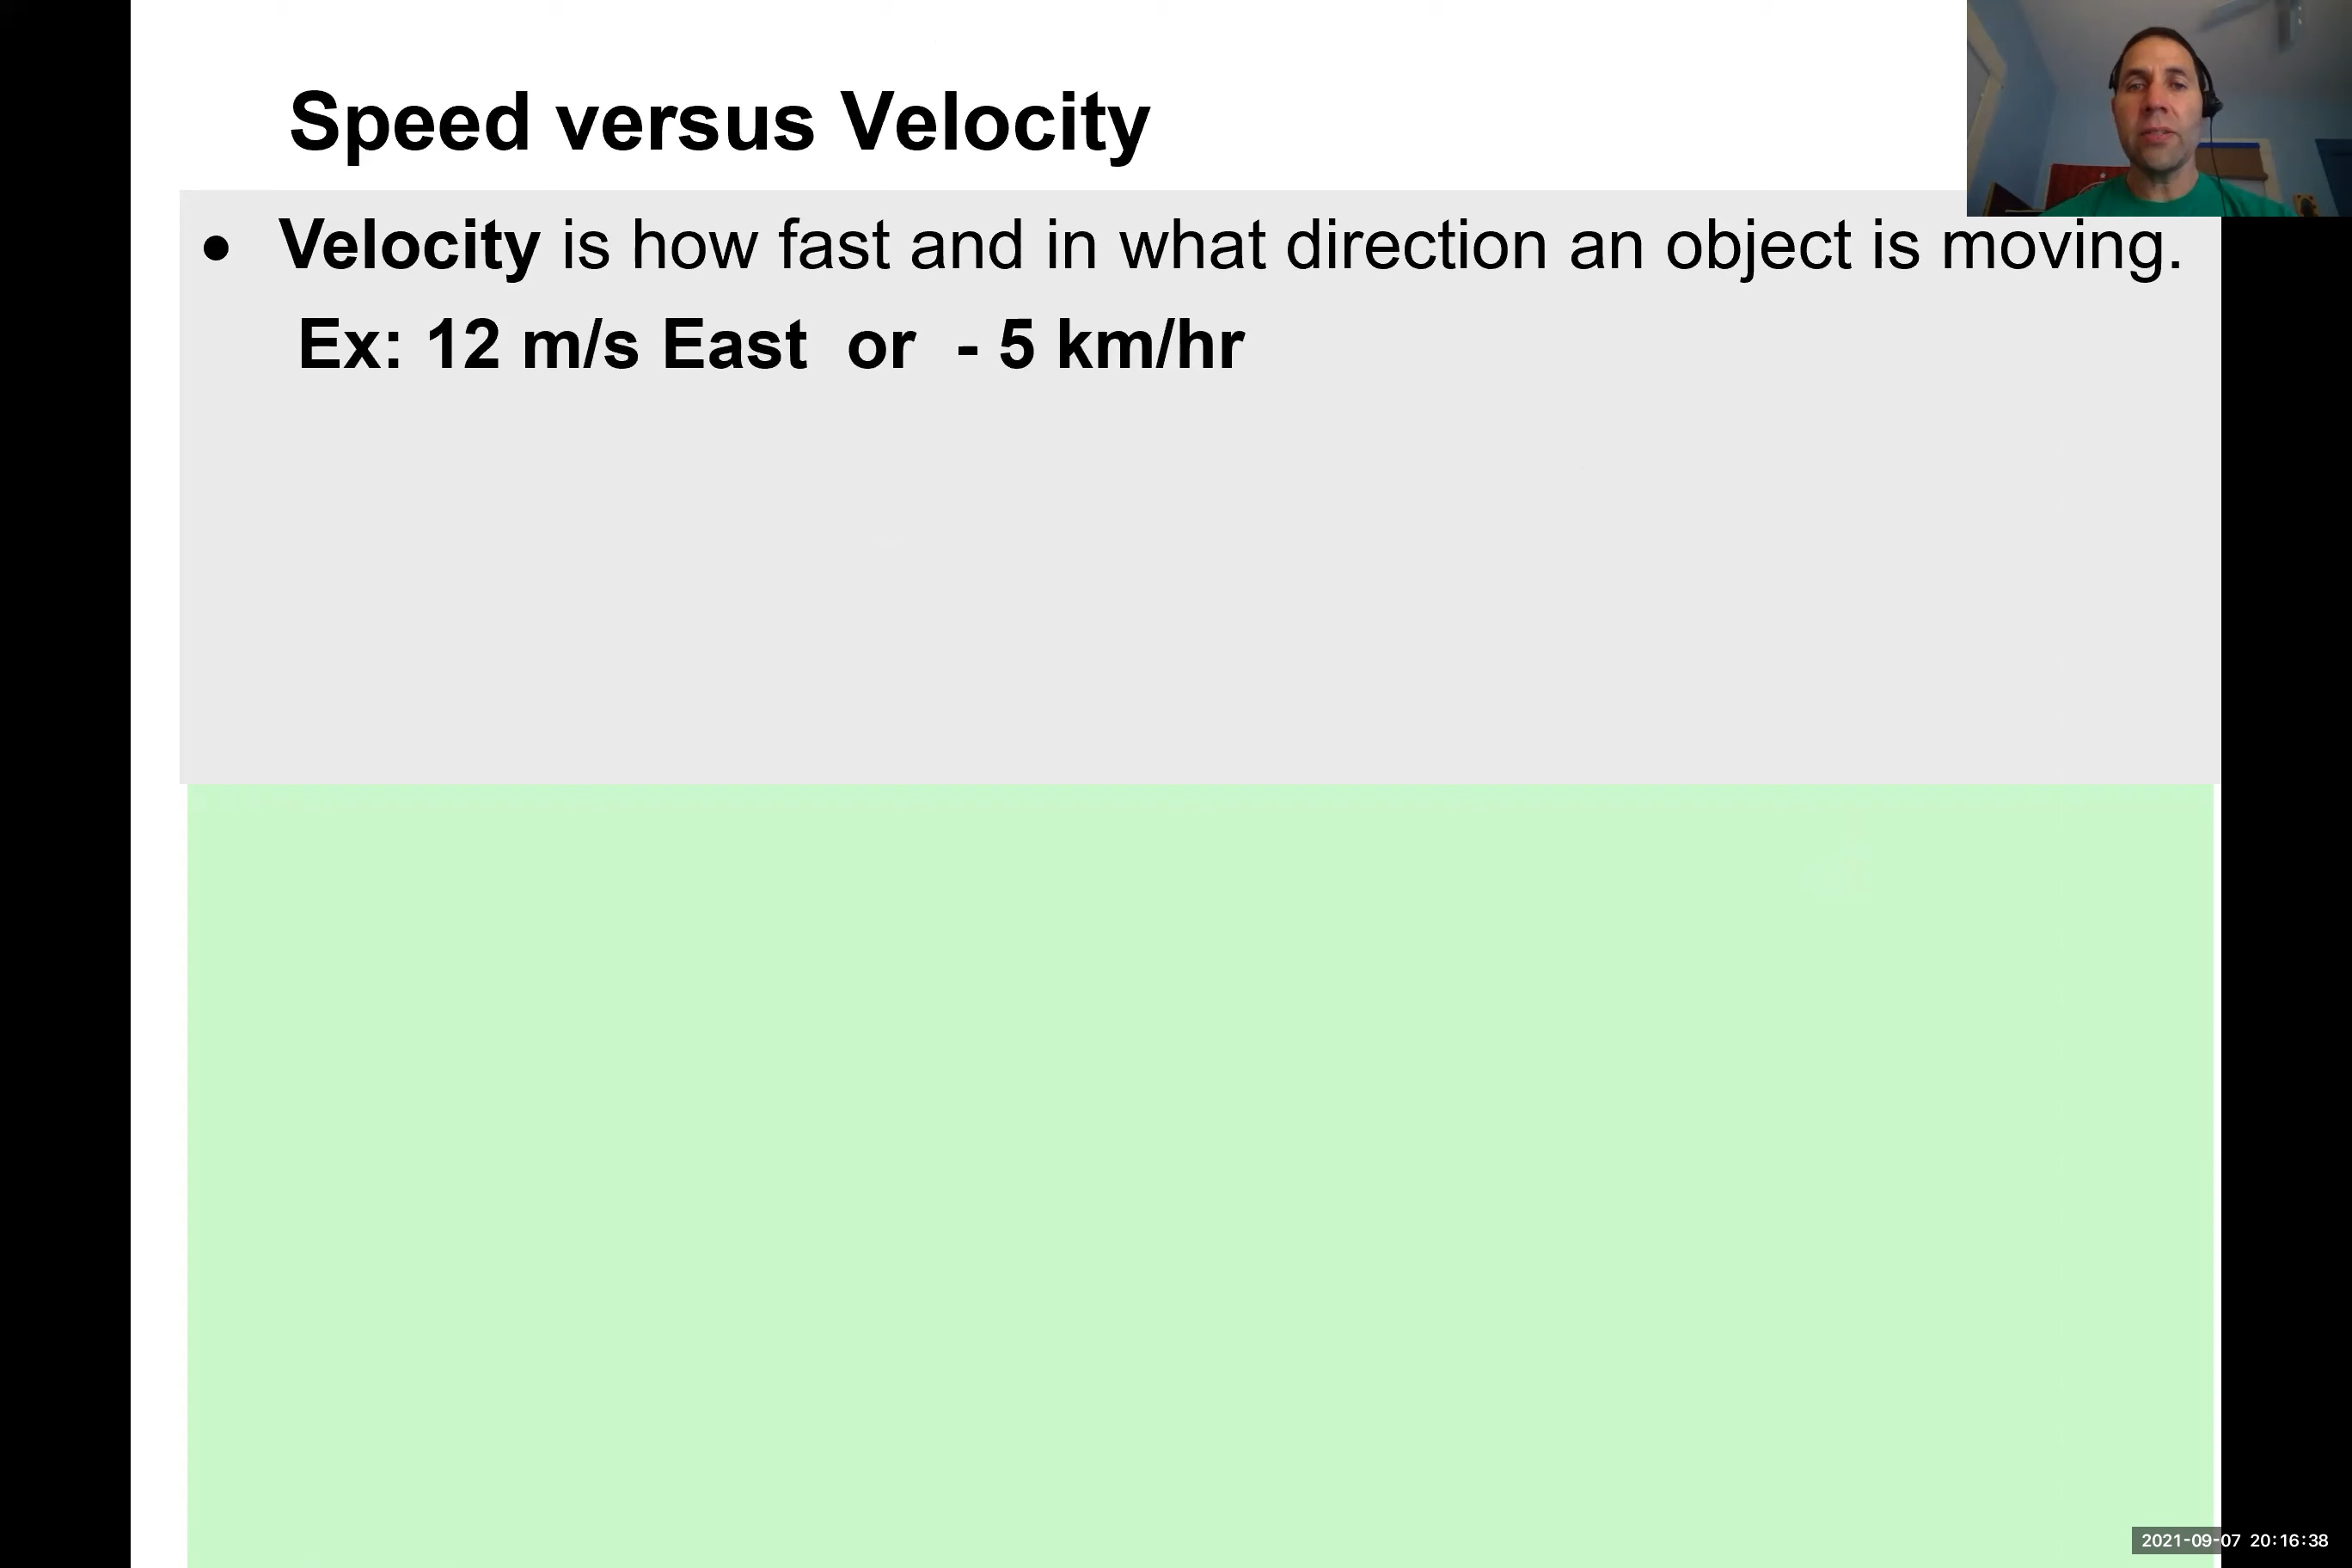 Speed versus Velocity
• Velocity is how fast and in what direction an object is moving.
Ex: 12 m/s East or - 5 km/hr
2021-09-07 20:16:38